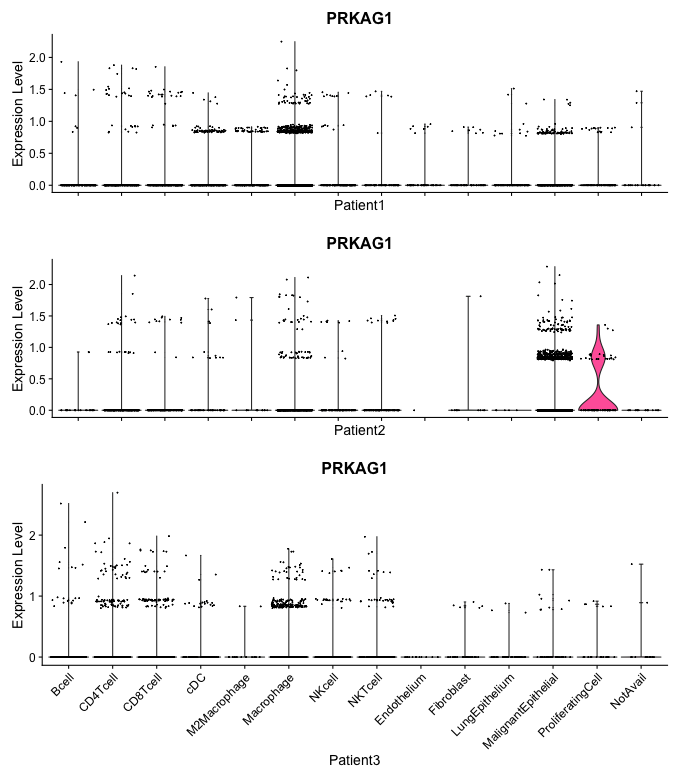 PRKAG1
Expression Level
2.0
1.5
1.0
0.5
0.0
Patient1
PRKAG1
Expression Level
2.0
1.5
1.0
0.5
0.0
Patient2
PRKAG1
Expression Level
2
1
0
Bcell
CD4Tcell
CD8Tcell
cDC
M2Macrophage
Macrophage
NKcell
NKTcell
Endothelium
Fibroblast
LungEpithelium
MalignantEpithelial
ProliferatingCell
NotAvail
Patient3